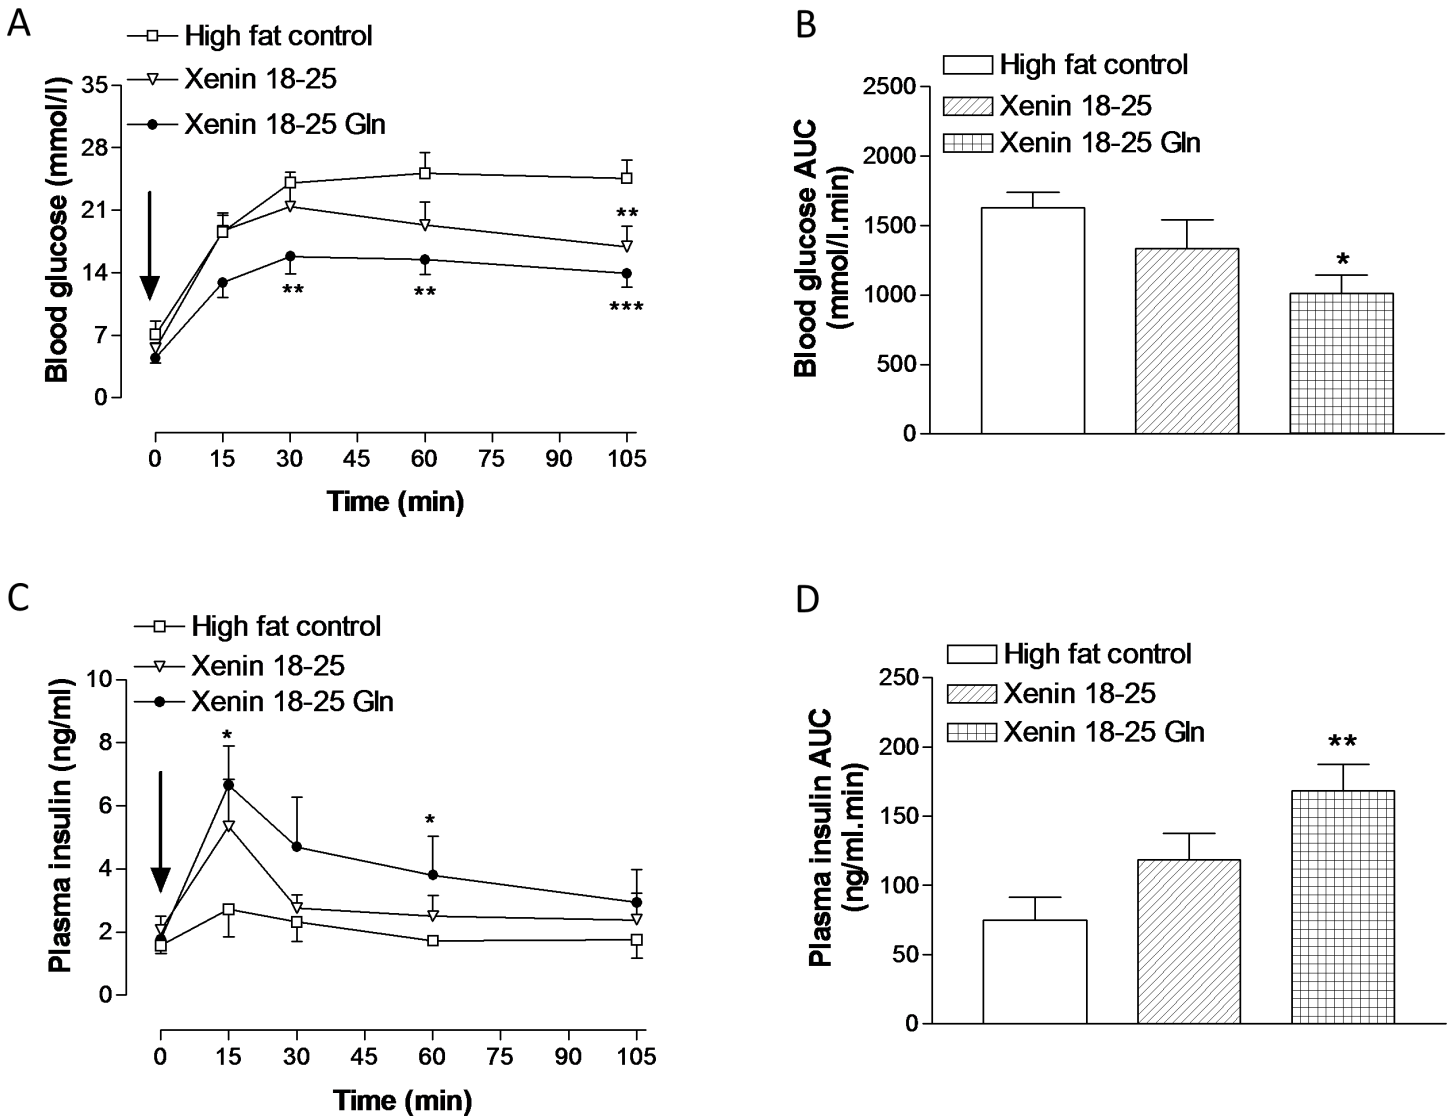 A
High fat control
Xenin 18-25
Xenin 18-25 Gln
Blood glucose (mmol/l)
35
28
21
14
7
0
**
**
**
***
0 15 30 45 60 75 90 105
Time (min)
B
High fat control
Xenin 18-25
Xenin 18-25 Gln
Blood glucose AUC
(mmol/l.min)
2500
2000
1500
1000
500
0
*
C
High fat control
Xenin 18-25
Xenin 18-25 Gln
Plasma insulin (ng/ml)
10
8
6
4
2
0
*
*
0 15 30 45 60 75 90 105
Time (min)
D
High fat control
Xenin 18-25
Xenin 18-25 Gln
Plasma insulin AUC
(ng/ml.min)
250
200
150
100
50
0
**